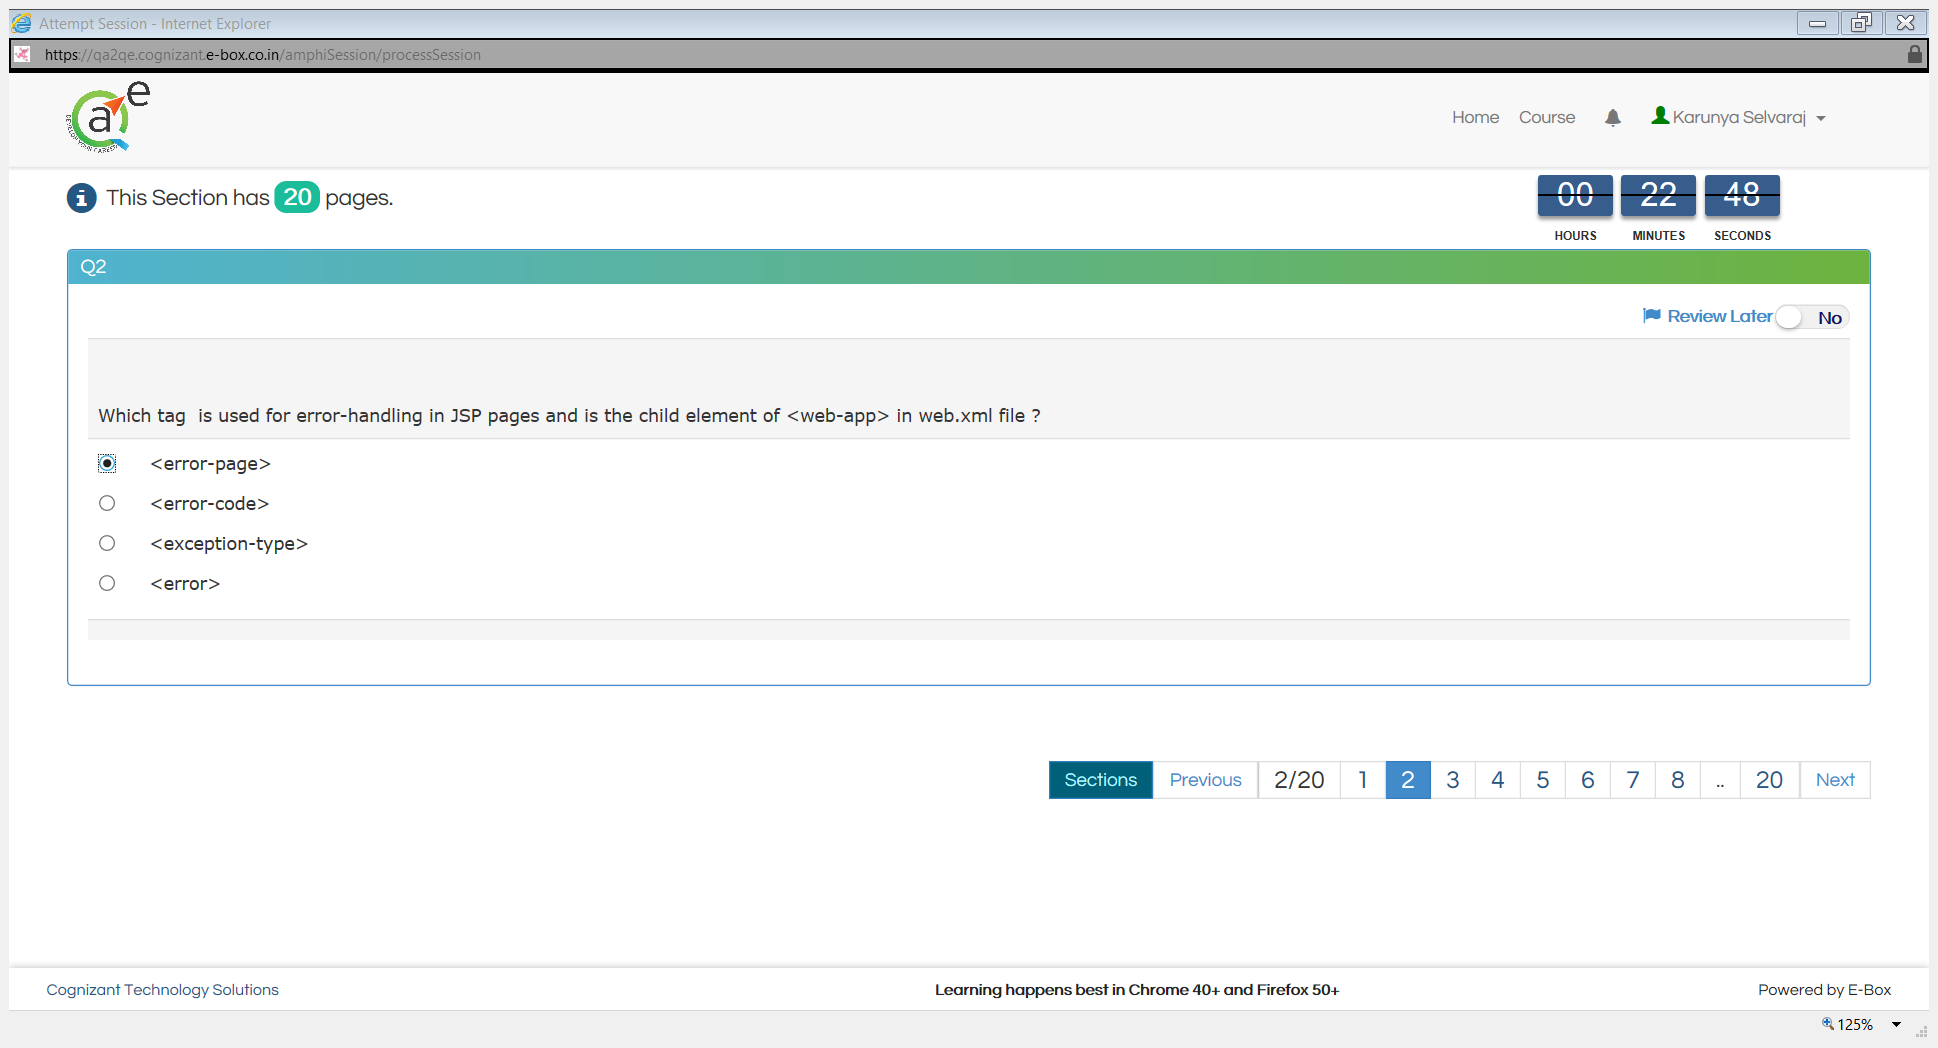 Attempt Session - Internet Explorer
https://qa2qe.cognizant.e-box.co.in/amphiSession/processSession
a e
DEVELOP YOUR CAREER
Home Course Karunya Selvaraj
This Section has 20 pages.
00 22 48
HOURS MINUTES SECONDS
Q2
Review Later No
Which tag is used for error-handling in JSP pages and is the child element of <web-app> in web.xml file ?
<error-page>
<error-code>
<exception-type>
<error>
Sections Previous 2/20 1 2 3 4 5 6 7 8 .. 20 Next
Cognizant Technology Solutions Learning happens best in Chrome 40+ and Firefox 50+ Powered by E-Box
125%